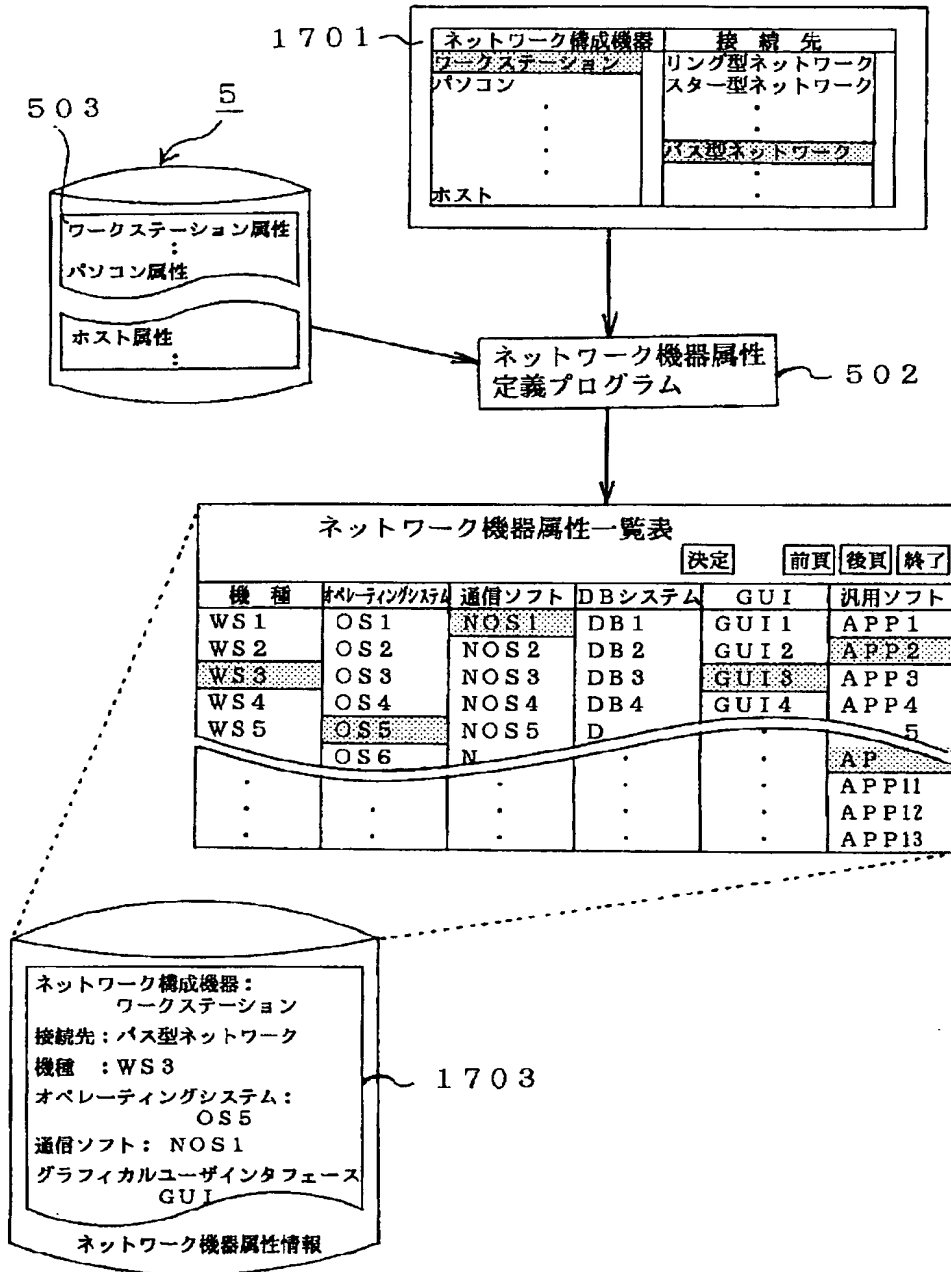 1701
ネットワーク構成機器 接続先
ワークステーション リング型ネットワーク
パソコン スター型ネットワーク
バス型ネットワーク
ホスト
503
5
ワークステーション属性
パソコン属性
ホスト属性
ネットワーク機器属性
定義プログラム
502
ネットワーク機器属性一覧表
決定 前頁 後頁 終了
機種 オペレーティングシステム 通信ソフト DBシステム GUI 汎用ソフト
WS1 OS1 NOS1 DB1 GUI1 APP1
WS2 OS2 NOS2 DB2 GUI2 APP2
WS3 OS3 NOS3 DB3 GUI3 APP3
WS4 OS4 NOS4 DB4 GUI4 APP4
WS5 OS5 NOS5 D 5
OS6 N AP
APP11
APP12
APP13
ネットワーク構成機器:
ワークステーション
接続先:バス型ネットワーク
機種 :WS3
オペレーティングシステム:
OS5
通信ソフト: NOS1
グラフィカルユーザインタフェース
GUI
1703
ネットワーク機器属性情報